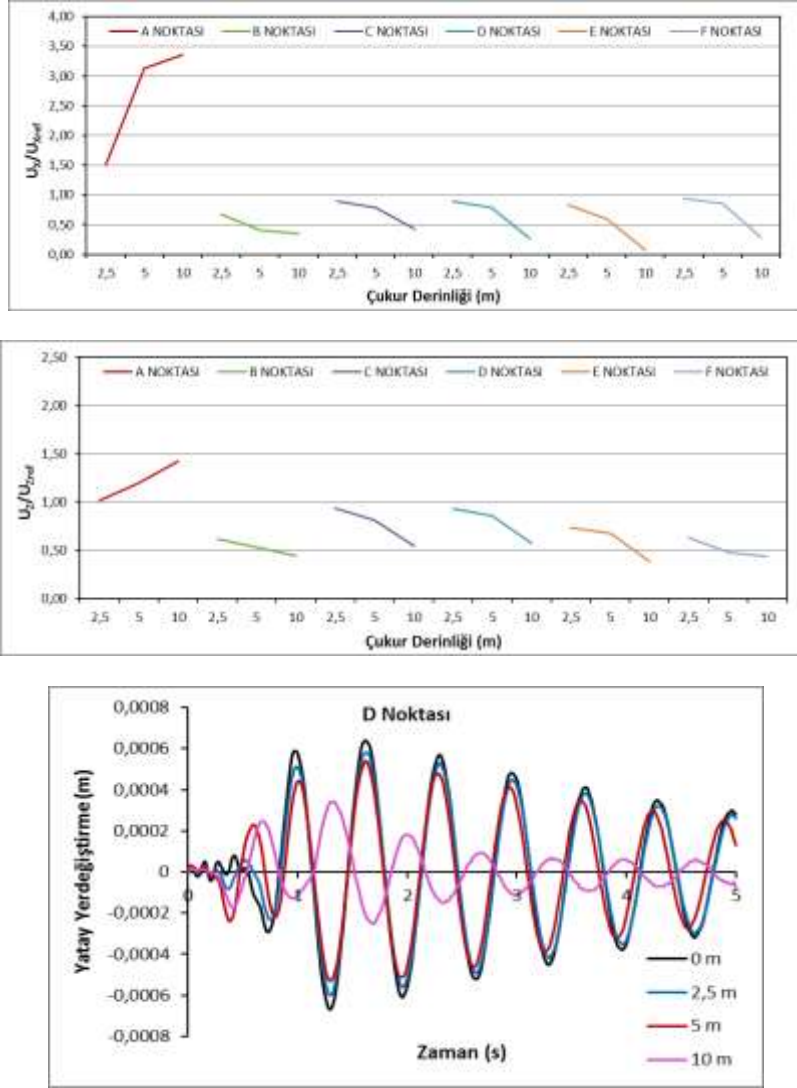 4,00
3,50
3,00
2,50
2,00
1,50
1,00
0,50
0,00
A NOKTASI B NOKTASI C NOKTASI D NOKTASI E NOKTASI F NOKTASI
Ux/Uxref
2,5 5 10 2,5 5 10 2,5 5 10 2,5 5 10 2,5 5 10 2,5 5 10
Çukur Derinliği (m)
2,50
2,00
1,50
1,00
0,50
0,00
A NOKTASI B NOKTASI C NOKTASI D NOKTASI E NOKTASI F NOKTASI
Uz/Uzref
2,5 5 10 2,5 5 10 2,5 5 10 2,5 5 10 2,5 5 10 2,5 5 10
Çukur Derinliği (m)
D Noktası
0,0008
0,0006
0,0004
0,0002
0
-0,0002
-0,0004
-0,0006
-0,0008
Yatay Yerdeğiştirme (m)
0 1 2 3 4 5
Zaman (s)
0 m
2,5 m
5 m
10 m